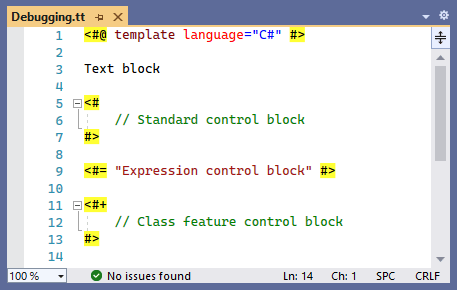 Debugging.tt
1 <#@ template language="C#" #>
2
3 Text block
4
5 <#
6 // Standard control block
7 #>
8
9 <#= "Expression control block" #>
10
11 <#+
12 // Class feature control block
13 #>
14
100 % No issues found Ln: 14 Ch: 1 SPC CRLF